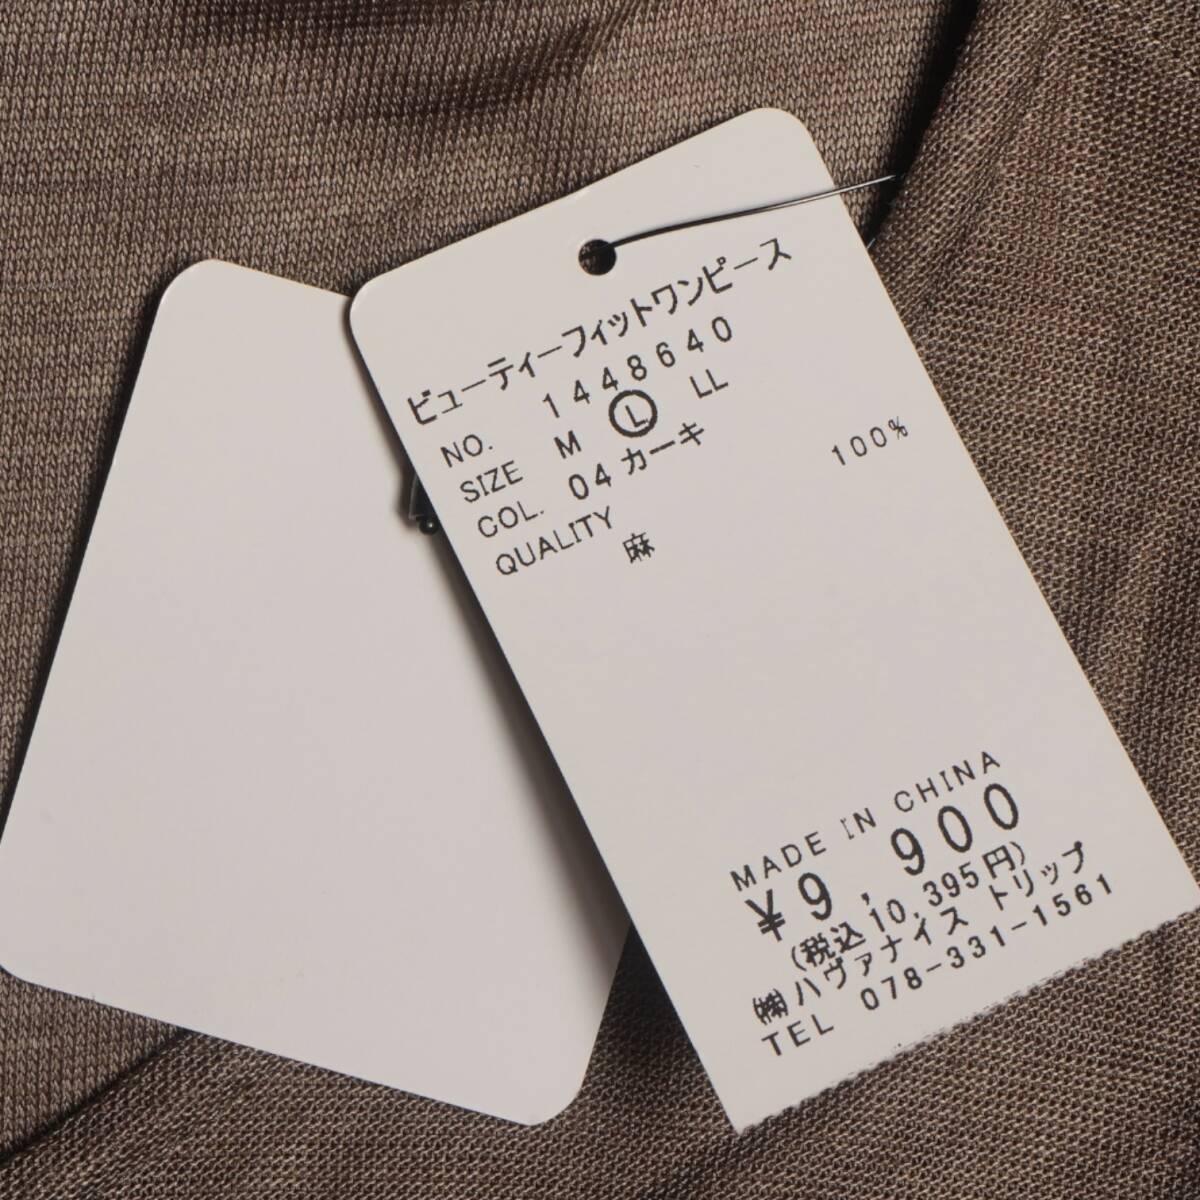 ビューティーフィットワンピース
NO. 1448640
SIZE M L LL
COL. 04 カーキ
QUALITY
麻 100%
MADE IN CHINA
¥9,900
(税込10,395円)
㈱ハヴァナイス トリップ
TEL 078-331-1561